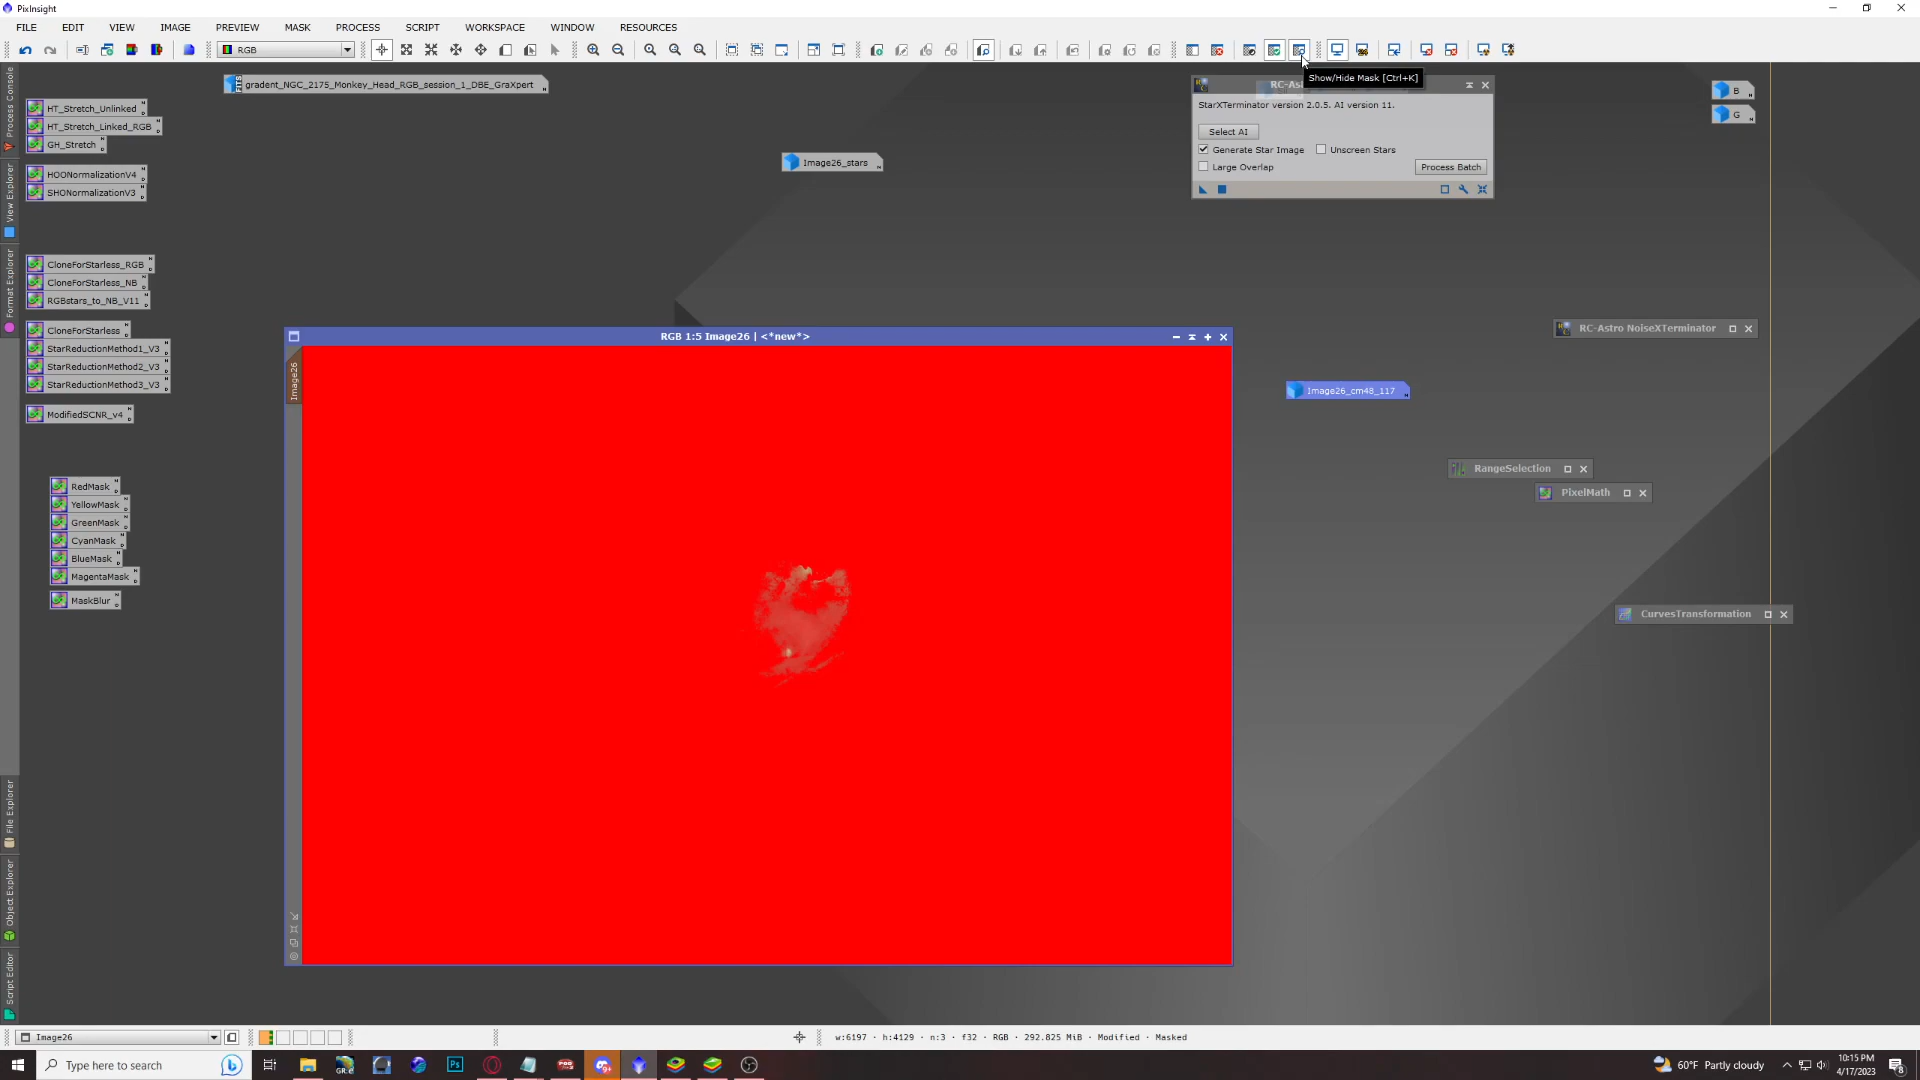 PixInsight
FILE EDIT VIEW IMAGE PREVIEW MASK PROCESS SCRIPT WORKSPACE WINDOW RESOURCES
RGB
Show/Hide Mask [Ctrl+K]
Process Console
View Explorer
Format Explorer
File Explorer
Object Explorer
Script Editor
gradent_NGC_2175_Monkey_Head_RGB_session_1_DBE_GraXpert
HT_Stretch_Unlinked
HT_Stretch_Linked_RGB
GH_Stretch
HOONormalizationV4
SHONormalizationV3
CloneForStarless_RGB
CloneForStarless_NB
RGBstars_to_NB_V11
CloneForStarless
StarReductionMethod1_V3
StarReductionMethod2_V3
StarReductionMethod3_V3
ModifiedSCNR_v4
RedMask
YellowMask
GreenMask
CyanMask
BlueMask
MagentaMask
MaskBlur
Image26_stars
StarXTerminator version 2.0.5. AI version 11.
Select AI
Generate Star Image Unscreen Stars
Large Overlap Process Batch
B
G
RC-Astro NoiseXTerminator
Image26_cm48_117
RangeSelection
PixelMath
CurvesTransformation
RGB 1:5 Image26 | <*new*>
Image26
Image26
w:6197 · h:4129 · n:3 · f32 · RGB · 292.825 MiB · Modified · Masked
Type here to search
60°F Partly cloudy
10:15 PM
4/17/2023